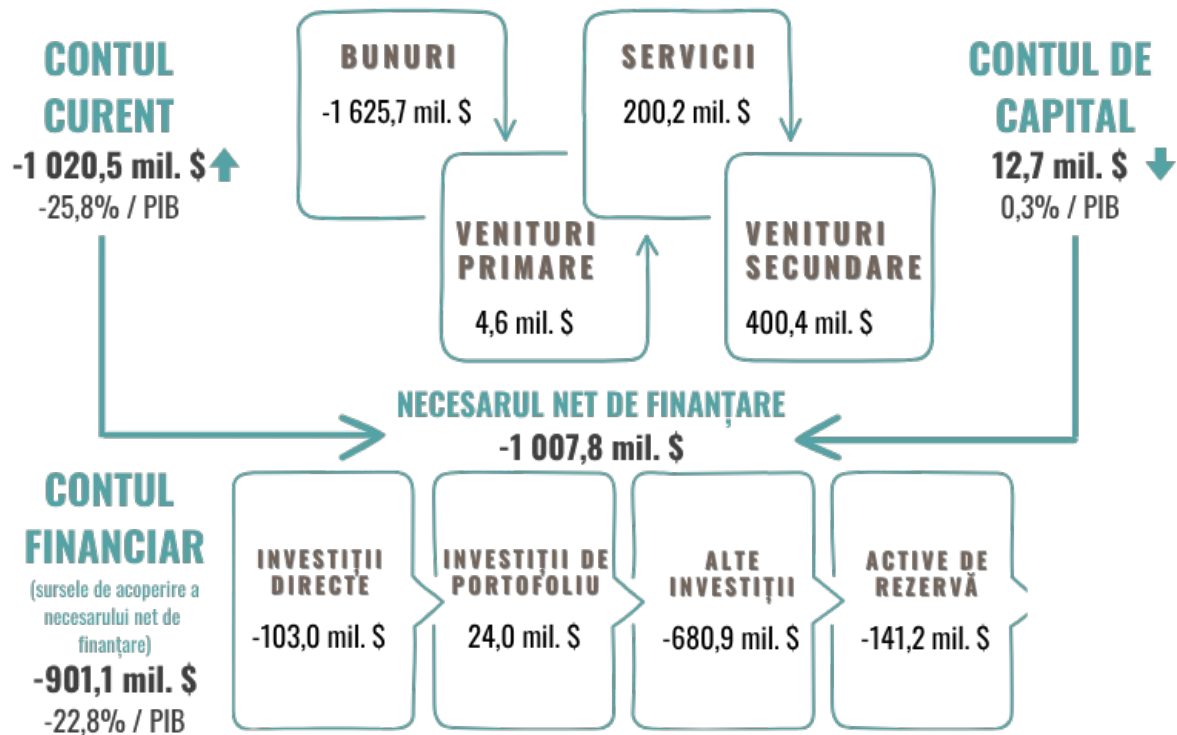 CONTUL
CURENT
-1 020,5 mil. $
-25,8% / PIB
BUNURI
-1 625,7 mil. $
SERVICII
200,2 mil. $
VENITURI
PRIMARE
4,6 mil. $
VENITURI
SECUNDARE
400,4 mil. $
CONTUL DE
CAPITAL
12,7 mil. $
0,3% / PIB
NECESARUL NET DE FINANȚARE
-1 007,8 mil. $
CONTUL
FINANCIAR
(sursele de acoperire a
necesarului net de
finanțare)
-901,1 mil. $
-22,8% / PIB
INVESTIȚII
DIRECTE
-103,0 mil. $
INVESTIȚII DE
PORTOFOLIU
24,0 mil. $
ALTE
INVESTIȚII
-680,9 mil. $
ACTIVE DE
REZERVĂ
-141,2 mil. $